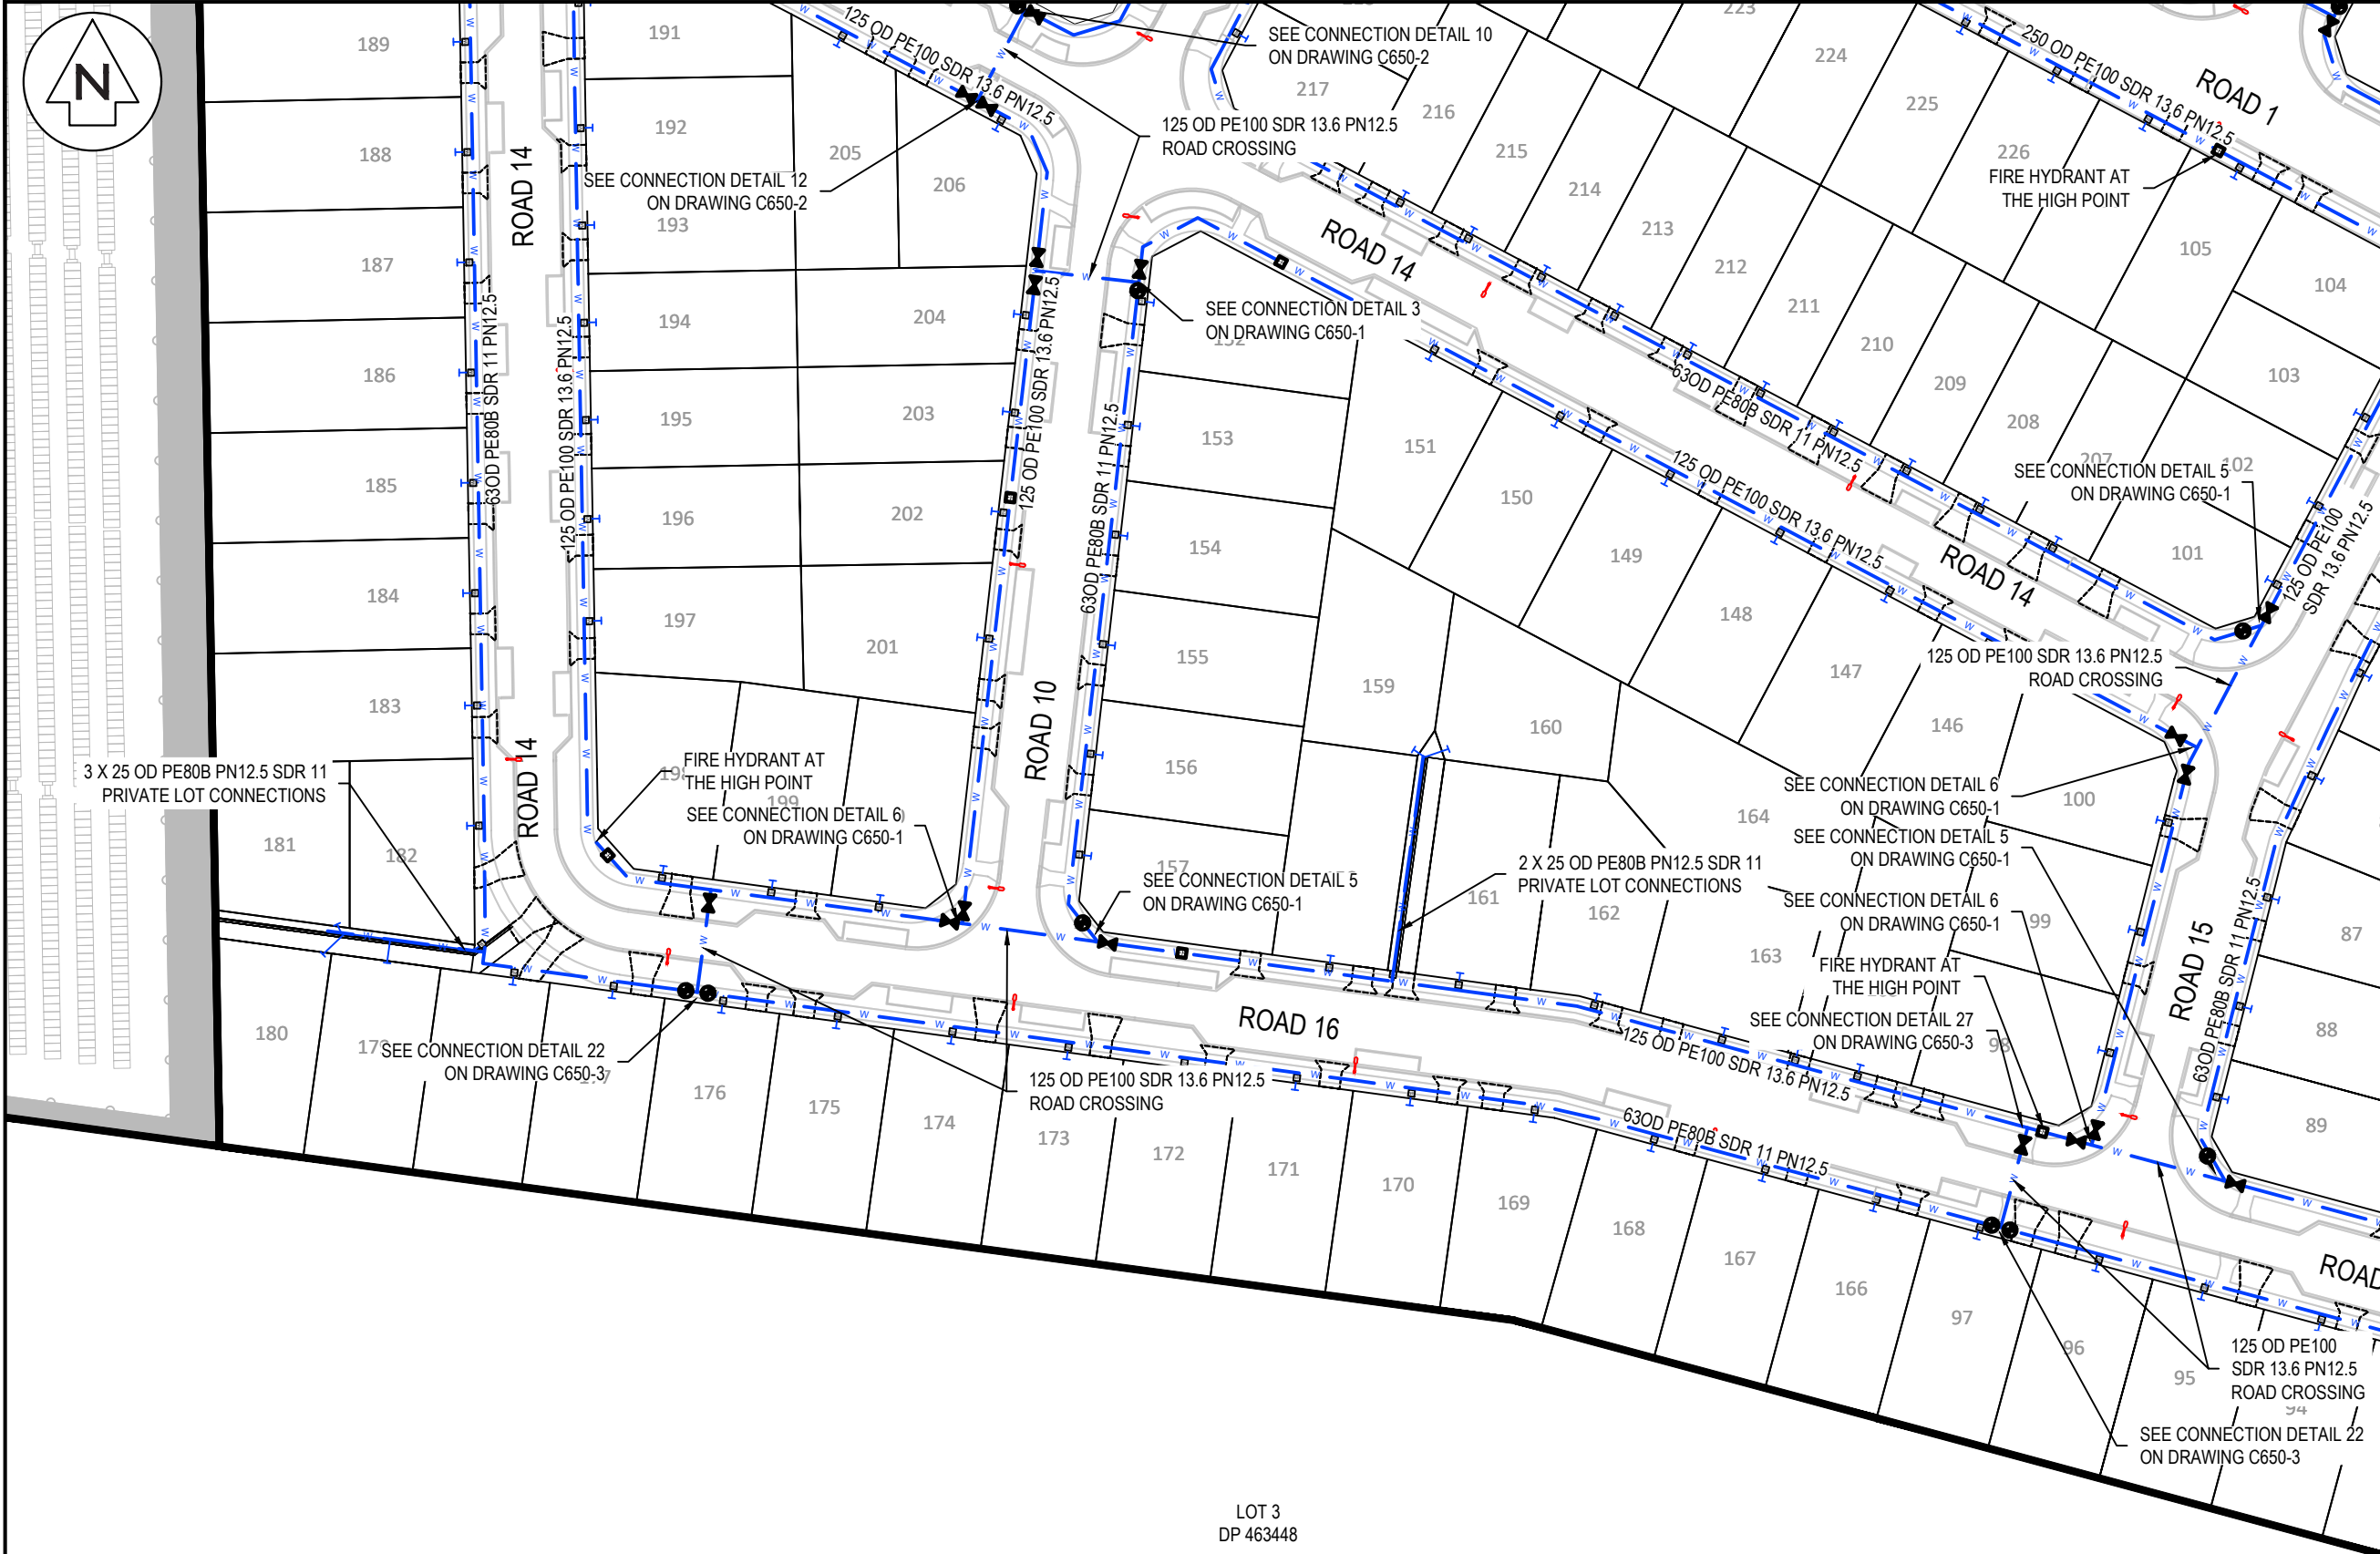 N
189
191
125 OD PE100 SDR 13.6 PN12.5
SEE CONNECTION DETAIL 10
ON DRAWING C650-2
223
224
250 OD PE100 SDR 13.6 PN12.5
ROAD 1
217
216
225
192
188
ROAD 14
205
206
125 OD PE100 SDR 13.6 PN12.5
ROAD CROSSING
215
226
FIRE HYDRANT AT
THE HIGH POINT
SEE CONNECTION DETAIL 12
ON DRAWING C650-2
193
214
213
ROAD 14
212
105
104
187
211
194
204
SEE CONNECTION DETAIL 3
ON DRAWING C650-1
210
186
63OD PE80B SDR 11 PN12.5
125 OD PE100 SDR 13.6 PN12.5
125 OD PE100 SDR 13.6 PN12.5
63OD PE80B SDR 11 PN12.5
209
103
195
203
153
151
63OD PE80B SDR 11 PN12.5
208
207
102
SEE CONNECTION DETAIL 5
ON DRAWING C650-1
185
196
202
150
125 OD PE100 SDR 13.6 PN12.5
154
149
ROAD 14
101
125 OD PE100
SDR 13.6 PN12.5
184
197
201
148
155
159
147
125 OD PE100 SDR 13.6 PN12.5
ROAD CROSSING
183
ROAD 10
160
146
3 X 25 OD PE80B PN12.5 SDR 11
PRIVATE LOT CONNECTIONS
ROAD 14
FIRE HYDRANT AT
THE HIGH POINT
199
SEE CONNECTION DETAIL 6
ON DRAWING C650-1
156
164
SEE CONNECTION DETAIL 6
ON DRAWING C650-1
100
181
182
157
SEE CONNECTION DETAIL 5
ON DRAWING C650-1
2 X 25 OD PE80B PN12.5 SDR 11
PRIVATE LOT CONNECTIONS
161
162
SEE CONNECTION DETAIL 5
ON DRAWING C650-1
SEE CONNECTION DETAIL 6
ON DRAWING C650-1
99
87
163
FIRE HYDRANT AT
THE HIGH POINT
ROAD 15
63OD PE80B SDR 11 PN12.5
ROAD 16
180
SEE CONNECTION DETAIL 22
ON DRAWING C650-3
125 OD PE100 SDR 13.6 PN12.5
SEE CONNECTION DETAIL 27
ON DRAWING C650-3
98
88
176
175
174
125 OD PE100 SDR 13.6 PN12.5
ROAD CROSSING
173
172
171
170
169
63OD PE80B SDR 11 PN12.5
89
168
167
166
97
96
95
94
ROAD
125 OD PE100
SDR 13.6 PN12.5
ROAD CROSSING
SEE CONNECTION DETAIL 22
ON DRAWING C650-3
LOT 3
DP 463448